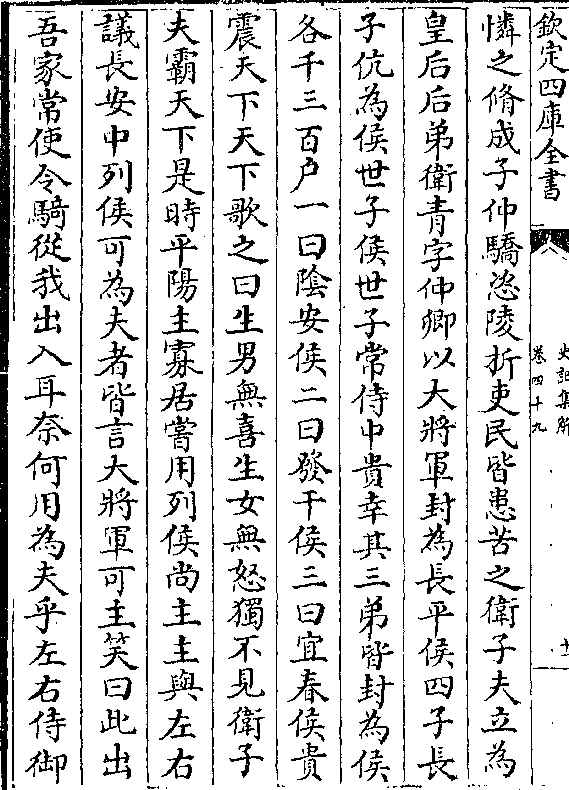 欽定四庫全書
史記集解
卷四十九
十一
憐之脩成子仲驕恣陵折吏民皆患苦之衛子夫立為
皇后后弟衛青字仲卿以大將軍封為長平侯四子長
子伉為侯世子侯世子常侍中貴幸其三弟皆封為侯
各千三百户一曰陰安侯二曰發干侯三曰宜春侯貴
震天下天下歌之曰生男無喜生女無怒獨不見衛子
夫霸天下是時平陽主寡居當用列侯尚主主與左右
議長安中列侯可為夫者皆言大將軍可主笑曰此出
吾家常使令騎從我出入耳奈何用為夫乎左右侍御